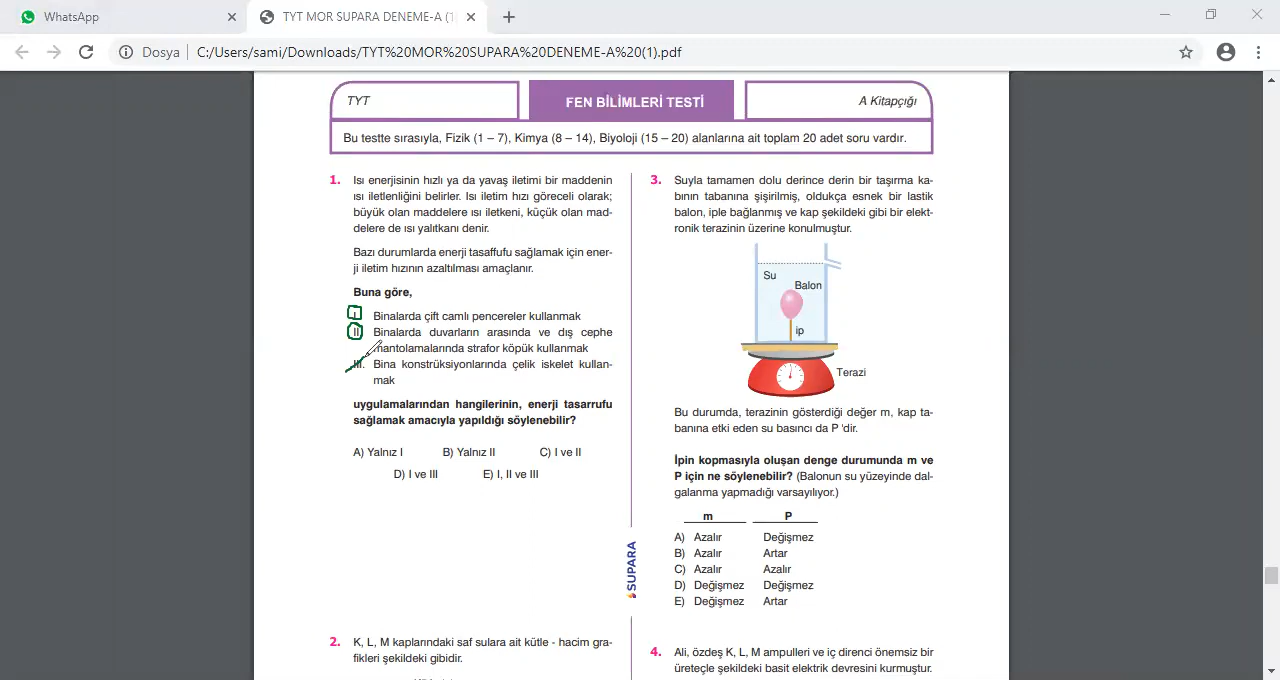 WhatsApp
TYT MOR SUPARA DENEME-A (1
Dosya
C:/Users/sami/Downloads/TYT%20MOR%20SUPARA%20DENEME-A%20(1).pdf
TYT
FEN BİLİMLERİ TESTİ
A Kitapçığı
Bu testte sırasıyla, Fizik (1 – 7), Kimya (8 – 14), Biyoloji (15 – 20) alanlarına ait toplam 20 adet soru vardır.
1. Isı enerjisinin hızlı ya da yavaş iletimi bir maddenin
ısı iletlenliğini belirler. Isı iletim hızı göreceli olarak;
büyük olan maddelere ısı iletkeni, küçük olan mad-
delere de ısı yalıtkanı denir.
Bazı durumlarda enerji tasaffufu sağlamak için ener-
ji iletim hızının azaltılması amaçlanır.
Buna göre,
I Binalarda çift camlı pencereler kullanmak
II Binalarda duvarların arasında ve dış cephe
mantolamalarında strafor köpük kullanmak
III. Bina konstrüksiyonlarında çelik iskelet kullan-
mak
uygulamalarından hangilerinin, enerji tasarrufu
sağlamak amacıyla yapıldığı söylenebilir?
A) Yalnız I B) Yalnız II C) I ve II
D) I ve III E) I, II ve III
2. K, L, M kaplarındaki saf sulara ait kütle - hacim gra-
fikleri şekildeki gibidir.
SUPARA
3. Suyla tamamen dolu derince derin bir taşırma ka-
bının tabanına şişirilmiş, oldukça esnek bir lastik
balon, iple bağlanmış ve kap şekildeki gibi bir elekt-
ronik terazinin üzerine konulmuştur.
Su
Balon
ip
Terazi
Bu durumda, terazinin gösterdiği değer m, kap ta-
banına etki eden su basıncı da P 'dir.
İpin kopmasıyla oluşan denge durumunda m ve
P için ne söylenebilir? (Balonun su yüzeyinde dal-
galanma yapmadığı varsayılıyor.)
m P
A) Azalır Değişmez
B) Azalır Artar
C) Azalır Azalır
D) Değişmez Değişmez
E) Değişmez Artar
4. Ali, özdeş K, L, M ampulleri ve iç direnci önemsiz bir
üreteçle şekildeki basit elektrik devresini kurmuştur.